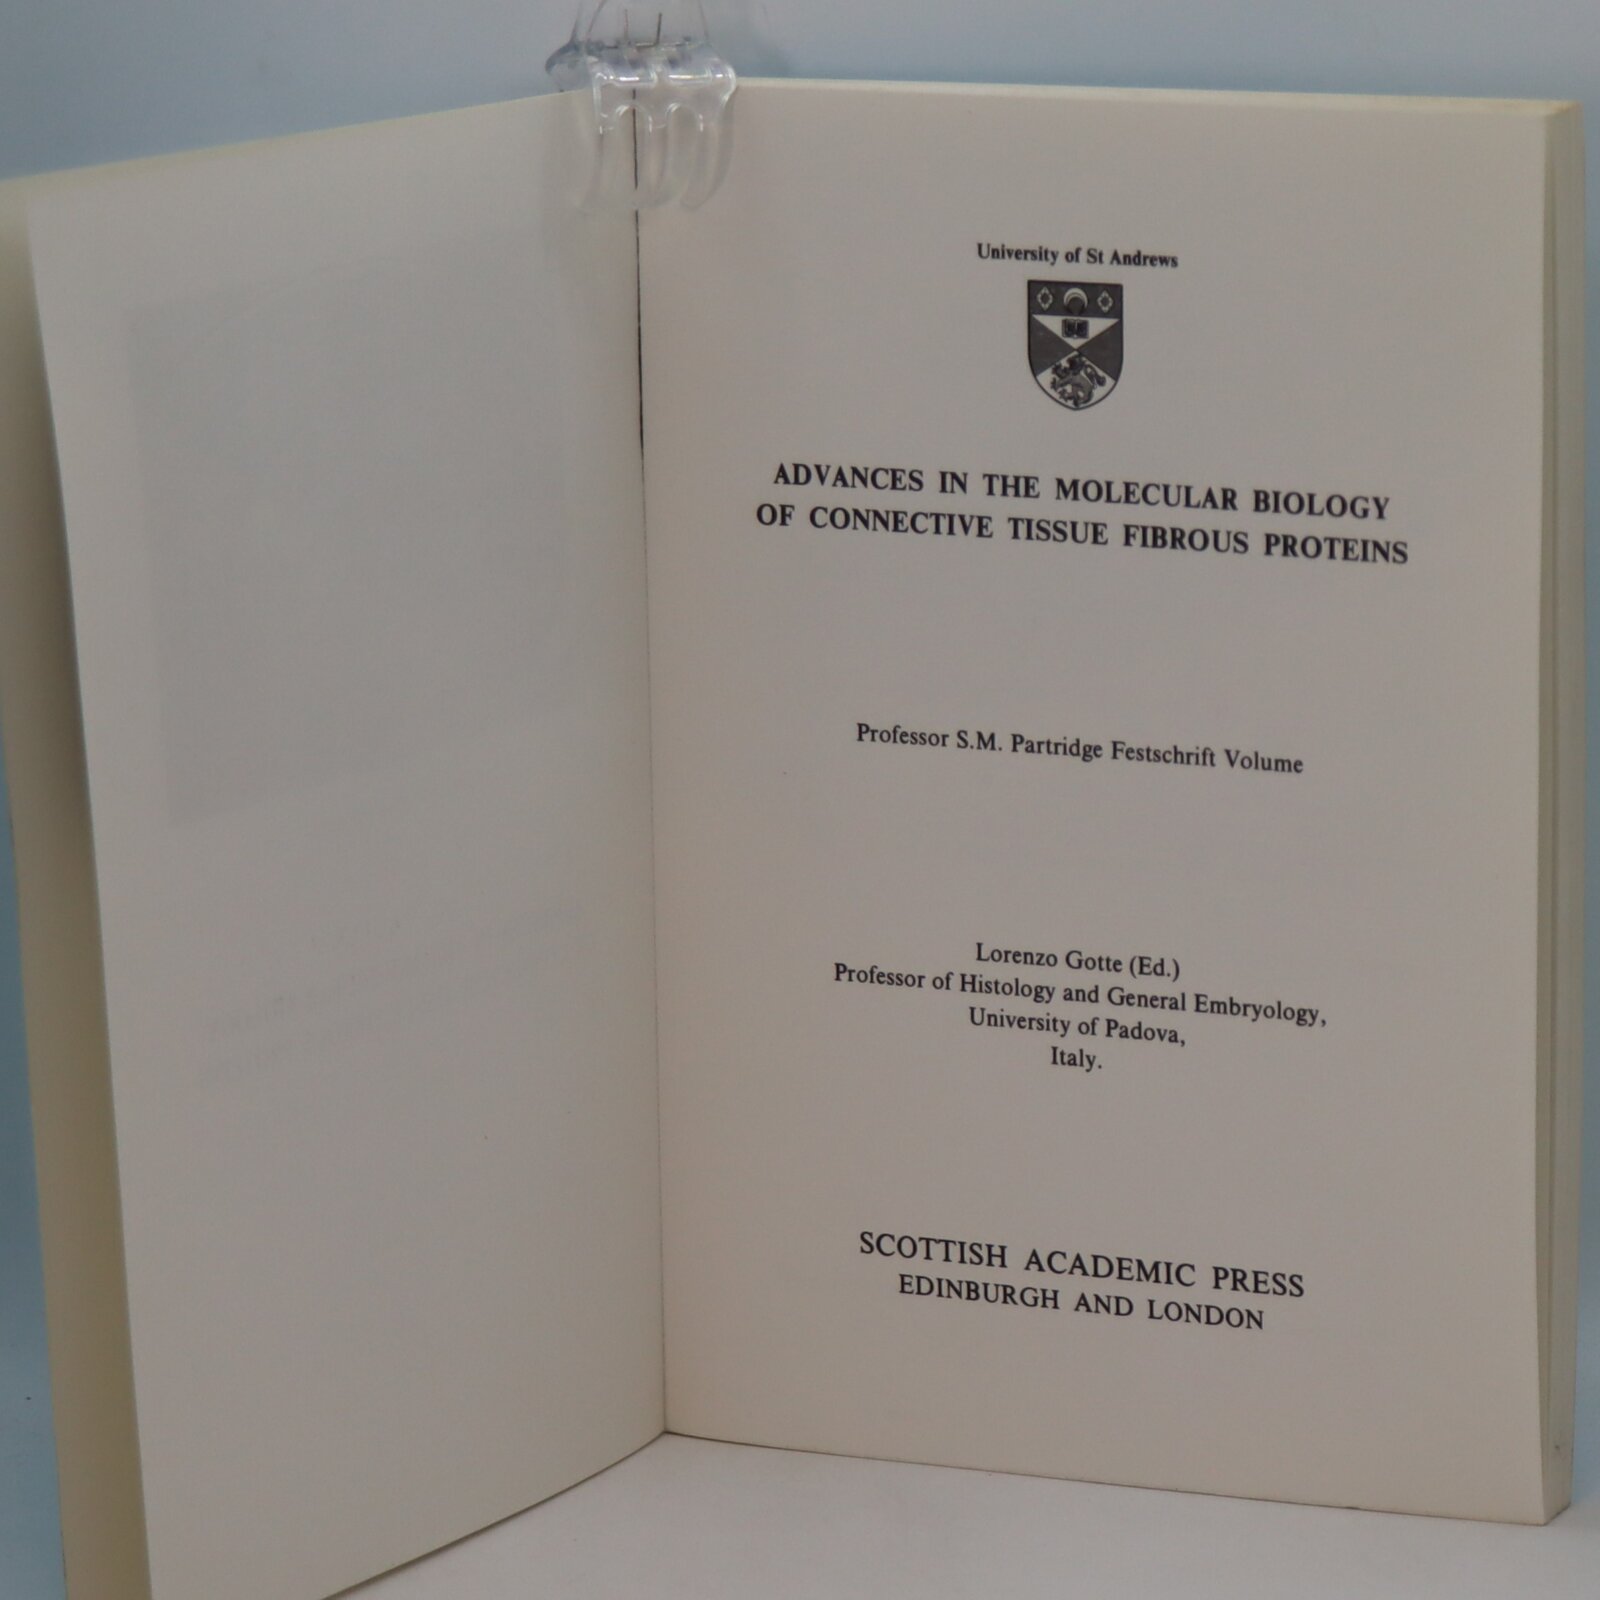 University of St Andrews
ADVANCES IN THE MOLECULAR BIOLOGY
OF CONNECTIVE TISSUE FIBROUS PROTEINS
Professor S.M. Partridge Festschrift Volume
Lorenzo Gotte (Ed.)
Professor of Histology and General Embryology,
University of Padova,
Italy.
SCOTTISH ACADEMIC PRESS
EDINBURGH AND LONDON